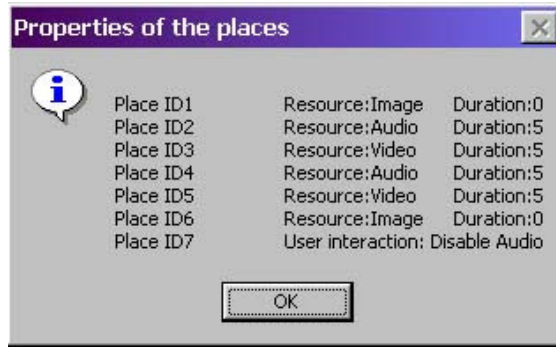 Properties of the places
Place ID1 Resource:Image Duration:0
Place ID2 Resource:Audio Duration:5
Place ID3 Resource:Video Duration:5
Place ID4 Resource:Audio Duration:5
Place ID5 Resource:Video Duration:5
Place ID6 Resource:Image Duration:0
Place ID7 User interaction: Disable Audio
OK